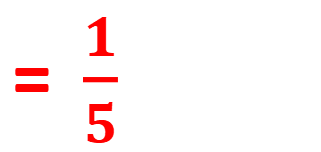 = 1/5